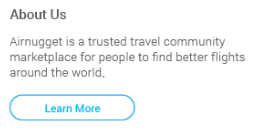 About Us
Airnugget is a trusted travel community
marketplace for people to find better flights
around the world.
Learn More